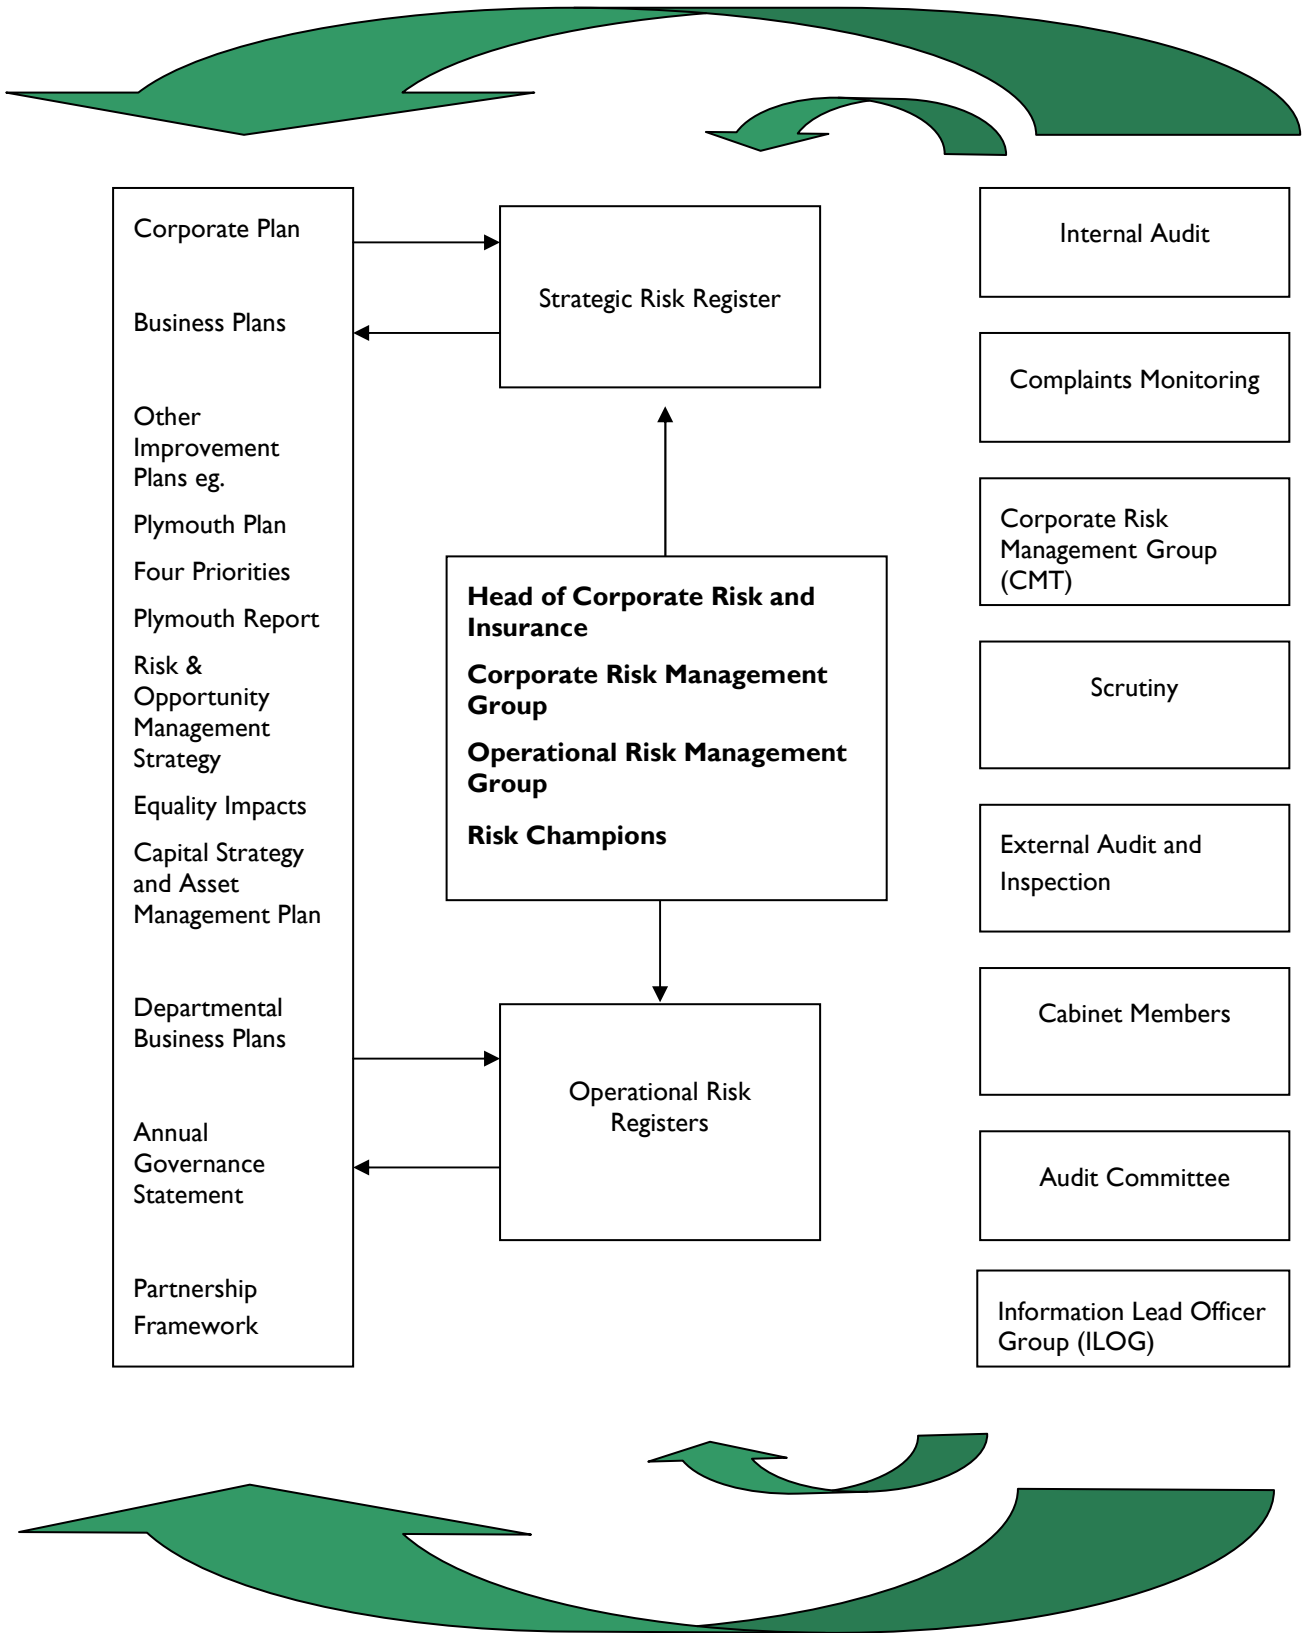 Corporate Plan
Business Plans
Other
Improvement
Plans eg.
Plymouth Plan
Four Priorities
Plymouth Report
Risk &
Opportunity
Management
Strategy
Equality Impacts
Capital Strategy
and Asset
Management Plan
Departmental
Business Plans
Annual
Governance
Statement
Partnership
Framework
Strategic Risk Register
Head of Corporate Risk and
Insurance
Corporate Risk Management
Group
Operational Risk Management
Group
Risk Champions
Operational Risk
Registers
Internal Audit
Complaints Monitoring
Corporate Risk
Management Group
(CMT)
Scrutiny
External Audit and
Inspection
Cabinet Members
Audit Committee
Information Lead Officer
Group (ILOG)